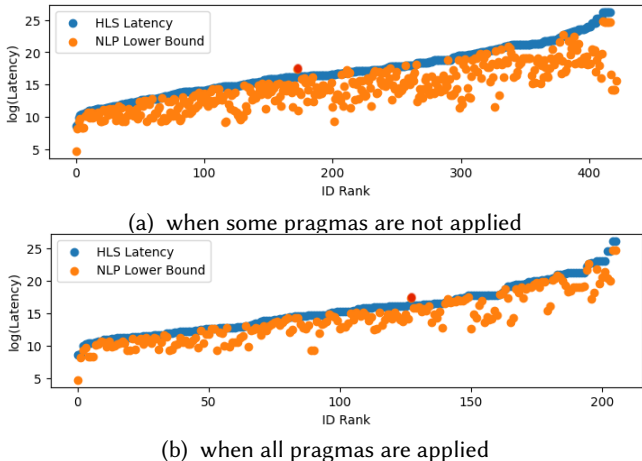 25
20
15
10
5
log(Latency)
HLS Latency
NLP Lower Bound
0
100
200
300
400
ID Rank
(a) when some pragmas are not applied
25
20
15
10
5
log(Latency)
HLS Latency
NLP Lower Bound
0
50
100
150
200
ID Rank
(b) when all pragmas are applied